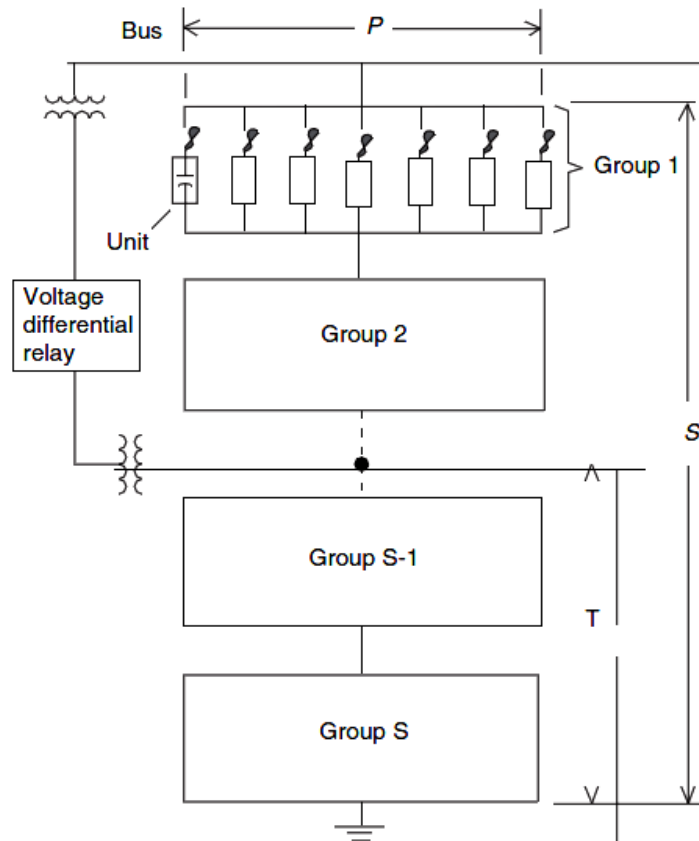 Bus
P
Group 1
Unit
Voltage
differential
relay
Group 2
S
Group S-1
T
Group S